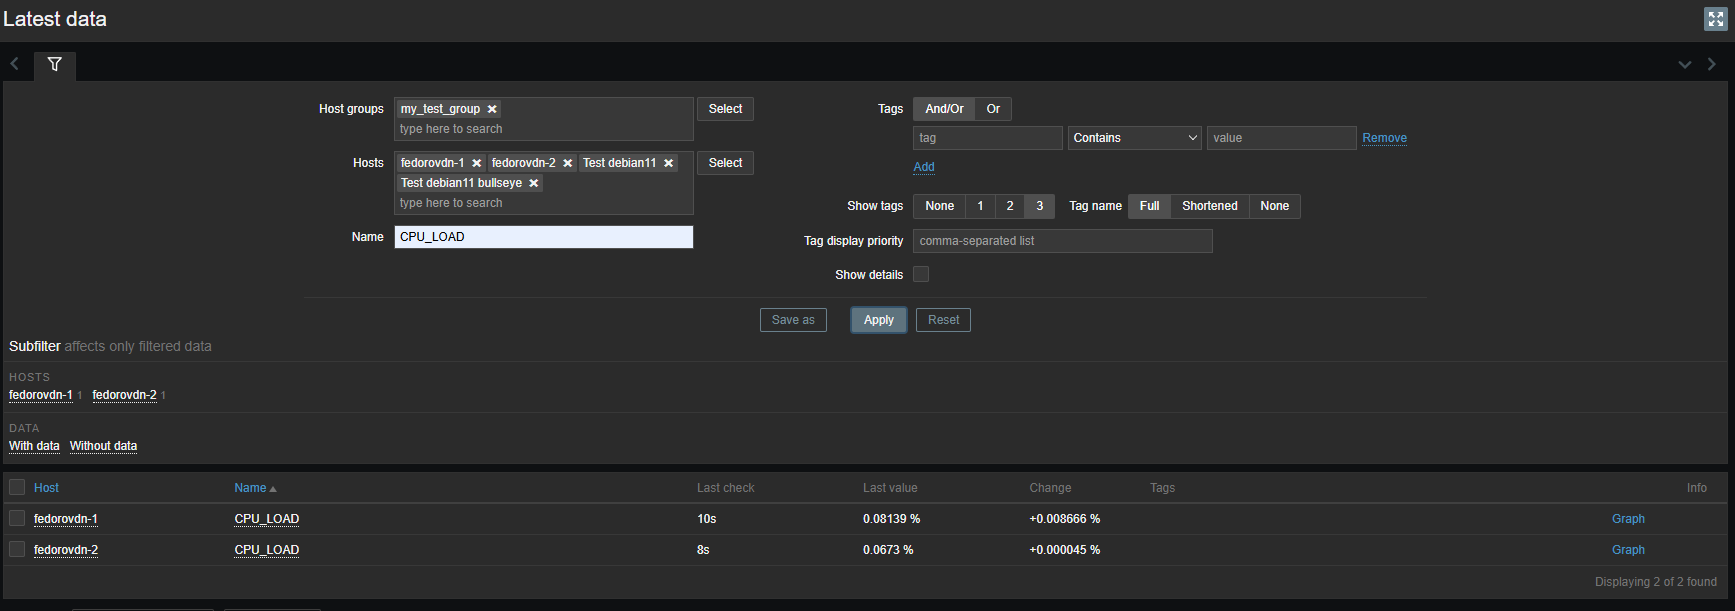 Latest data
Host groups my_test_group Select
type here to search
Hosts fedorovdn-1 fedorovdn-2 Test debian11 Select
Test debian11 bullseye
type here to search
Name CPU_LOAD
Tags And/Or Or
tag Contains value Remove
Add
Show tags None 1 2 3 Tag name Full Shortened None
Tag display priority comma-separated list
Show details
Save as Apply Reset
Subfilter affects only filtered data
HOSTS
fedorovdn-1 1 fedorovdn-2 1
DATA
With data Without data
Host Name Last check Last value Change Tags Info
fedorovdn-1 CPU_LOAD 10s 0.08139 % +0.008666 % Graph
fedorovdn-2 CPU_LOAD 8s 0.0673 % +0.000045 % Graph
Displaying 2 of 2 found